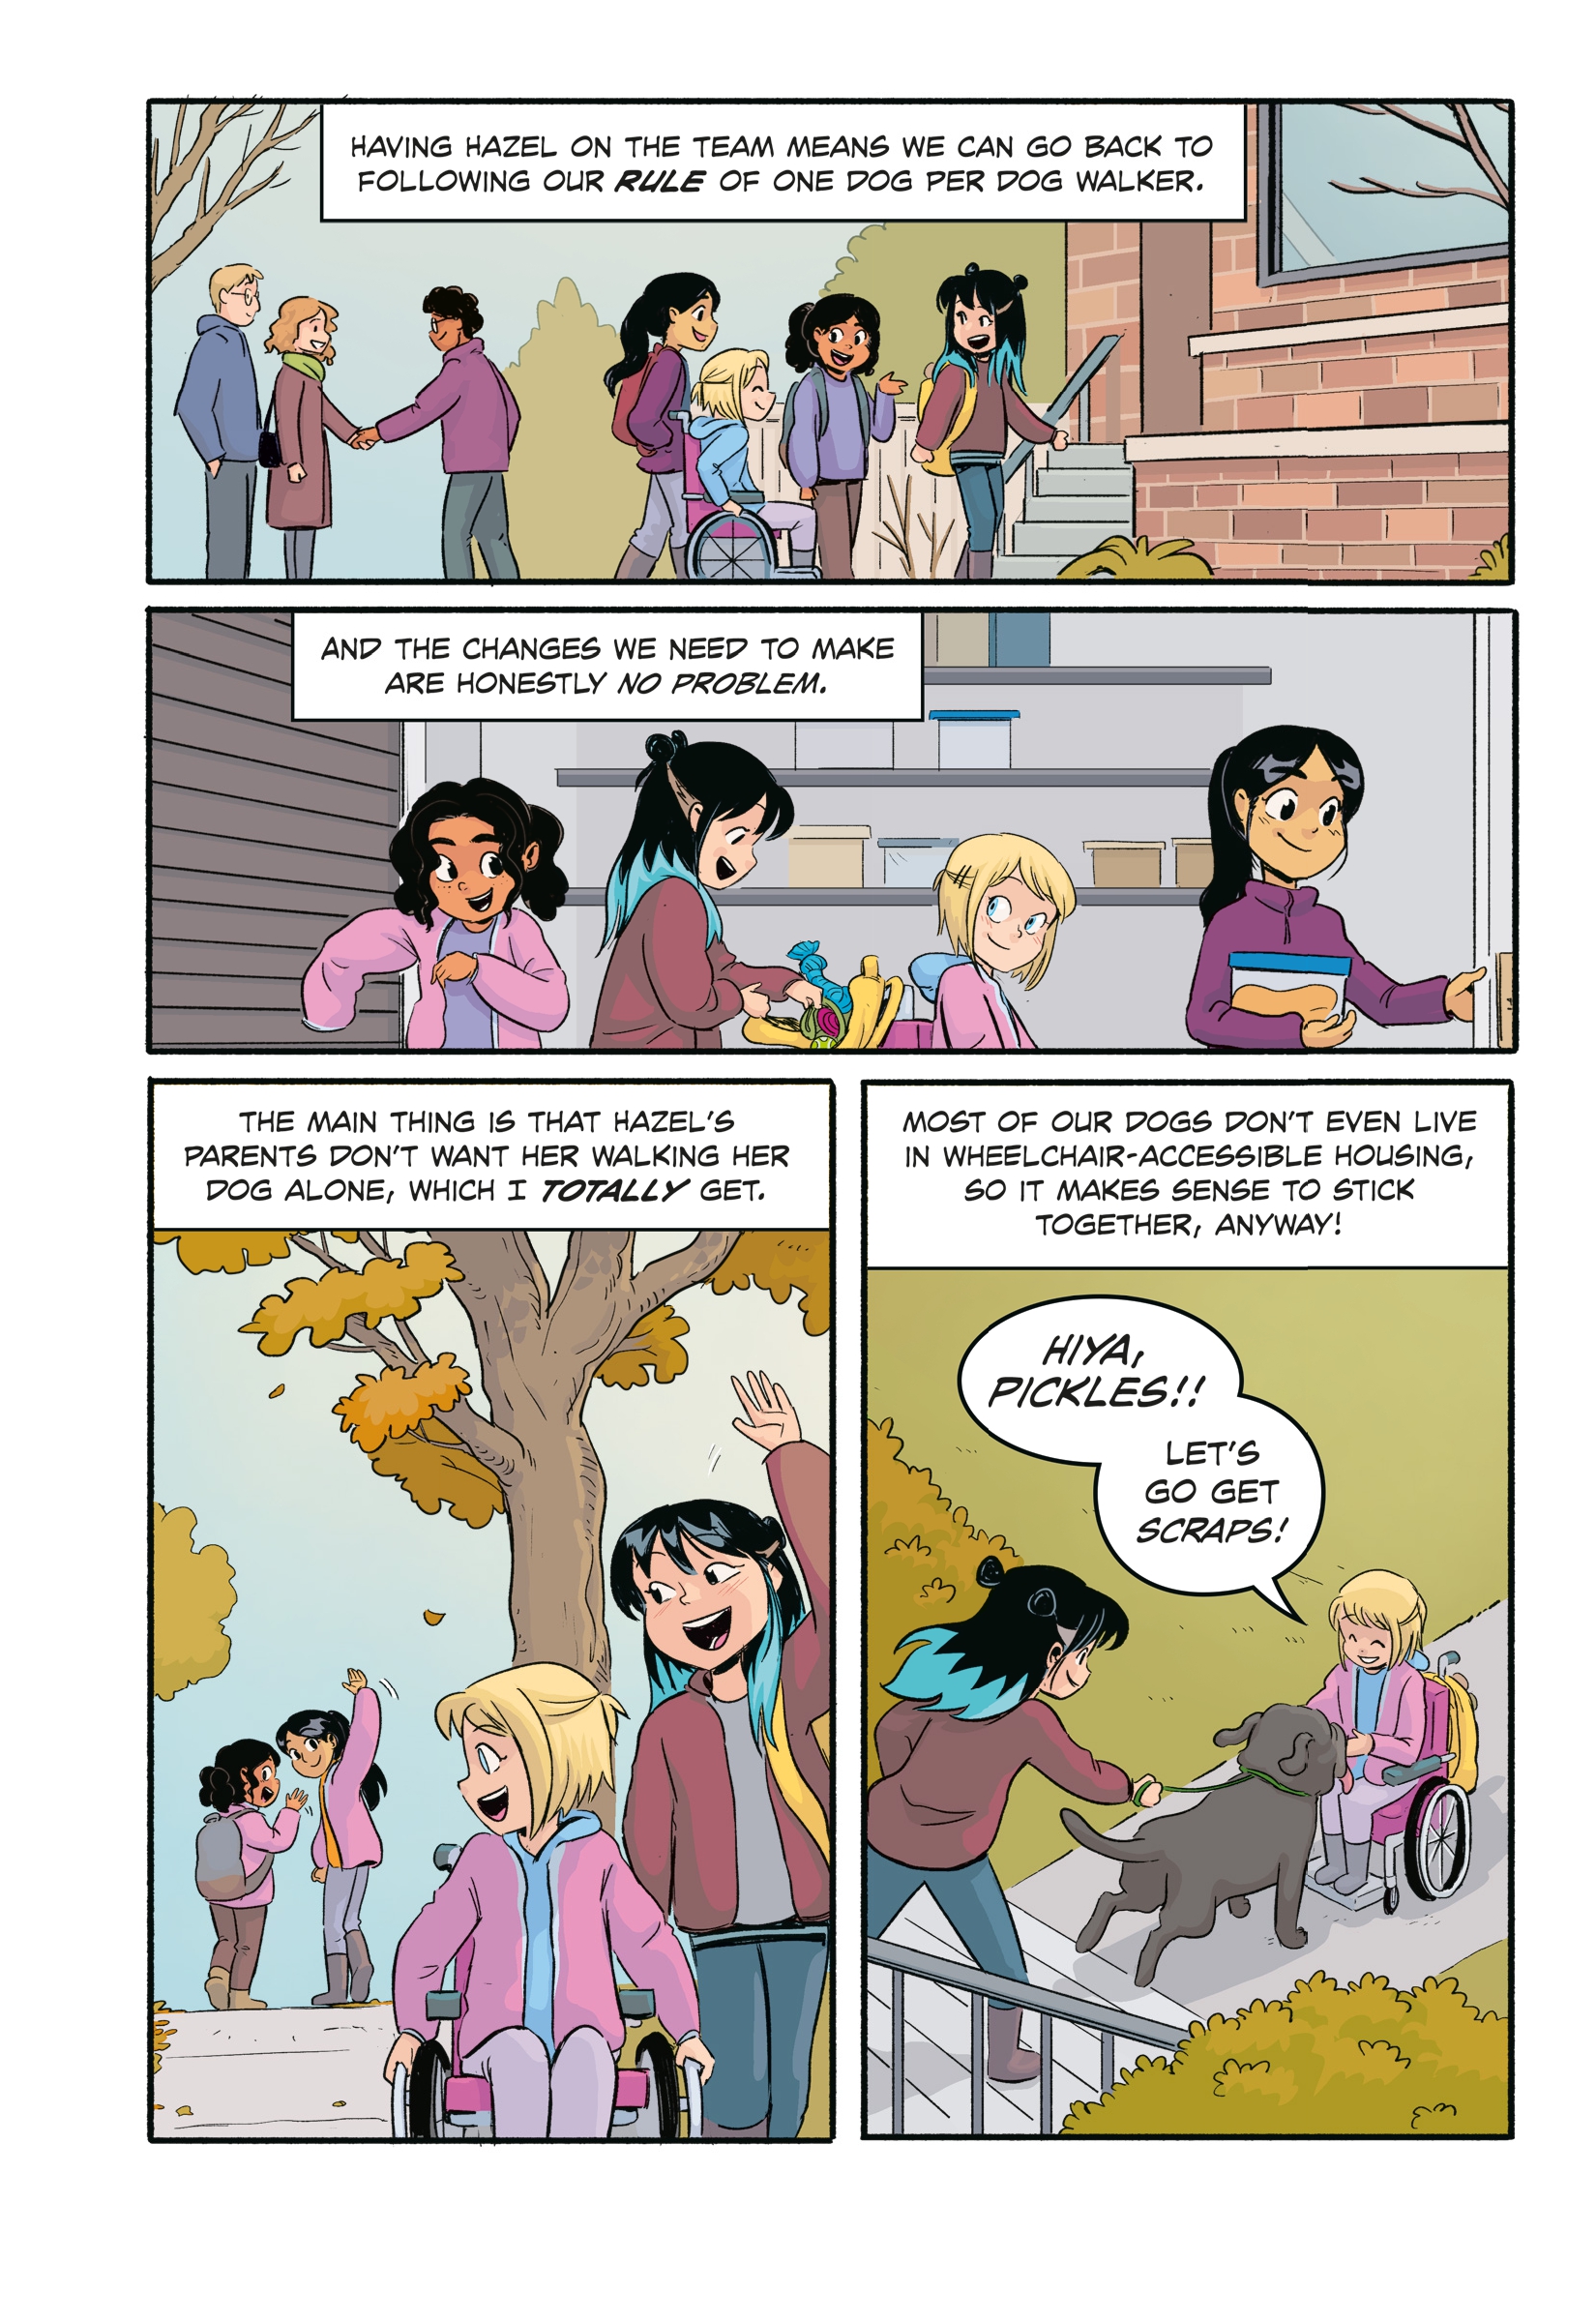 HAVING HAZEL ON THE TEAM MEANS WE CAN GO BACK TO
FOLLOWING OUR RULE OF ONE DOG PER DOG WALKER.
AND THE CHANGES WE NEED TO MAKE
ARE HONESTLY NO PROBLEM.
THE MAIN THING IS THAT HAZEL'S
PARENTS DON'T WANT HER WALKING HER
DOG ALONE, WHICH I TOTALLY GET.
MOST OF OUR DOGS DON'T EVEN LIVE
IN WHEELCHAIR-ACCESSIBLE HOUSING,
SO IT MAKES SENSE TO STICK
TOGETHER, ANYWAY!
HIYA,
PICKLES!!
LET'S
GO GET
SCRAPS!